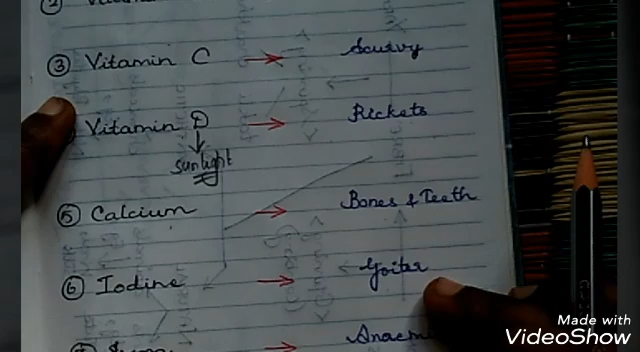 ③ Vitamin C → Scurvy
Vitamin D → Rickets
↓
sunlight
⑤ Calcium → Bones & Teeth
⑥ Iodine → Goiter
Made with
VideoShow